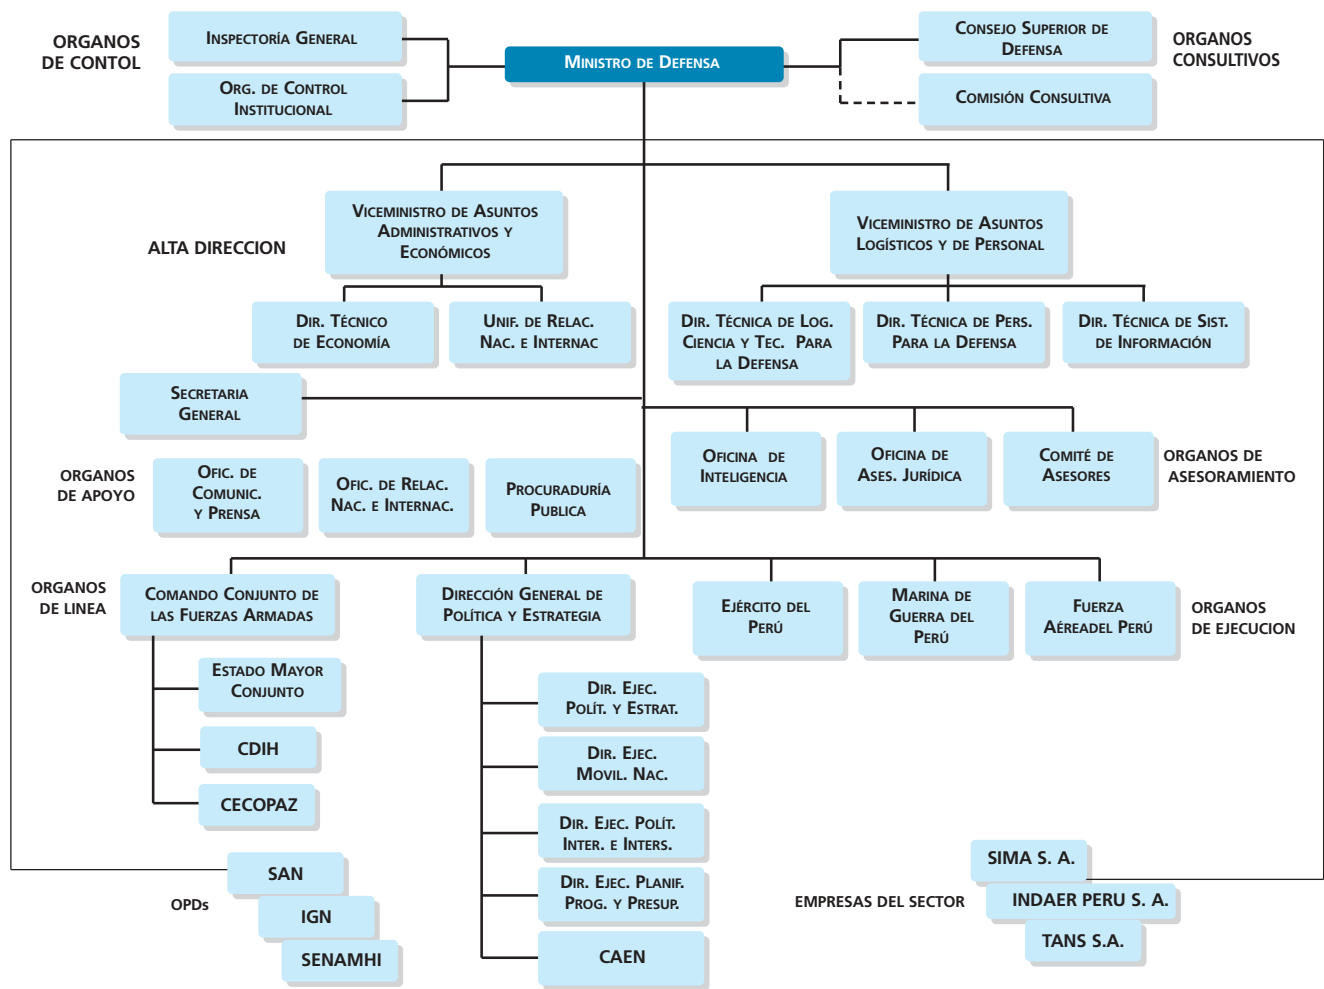 ORGANOS
DE CONTOL
Inspectoría General
Org. de Control
Institucional
Ministro de Defensa
Consejo Superior de
Defensa
Comisión Consultiva
ORGANOS
CONSULTIVOS
ALTA DIRECCION
Viceministro de Asuntos
Administrativos y
Económicos
Viceministro de Asuntos
Logísticos y de Personal
Dir. Técnico
de Economía
Unif. de Relac.
Nac. e Internac
Dir. Técnica de Log.
Ciencia y Tec. Para
la Defensa
Dir. Técnica de Pers.
Para la Defensa
Dir. Técnica de Sist.
de Información
Secretaria
General
ORGANOS
DE APOYO
Ofic. de
Comunic.
y Prensa
Ofic. de Relac.
Nac. e Internac.
Procuraduría
Publica
Oficina de
Inteligencia
Oficina de
Ases. Jurídica
Comité de
Asesores
ORGANOS DE
ASESORAMIENTO
ORGANOS
DE LINEA
Comando Conjunto de
las Fuerzas Armadas
Dirección General de
Política y Estrategia
Ejército del
Perú
Marina de
Guerra del
Perú
Fuerza
Aéreadel Perú
ORGANOS
DE EJECUCION
Estado Mayor
Conjunto
CDIH
CECOPAZ
Dir. Ejec.
Polít. y Estrat.
Dir. Ejec.
Movil. Nac.
Dir. Ejec. Polít.
Inter. e Inters.
Dir. Ejec. Planif.
Prog. y Presup.
CAEN
OPDs
SAN
IGN
SENAMHI
EMPRESAS DEL SECTOR
SIMA S. A.
INDAER PERU S. A.
TANS S.A.